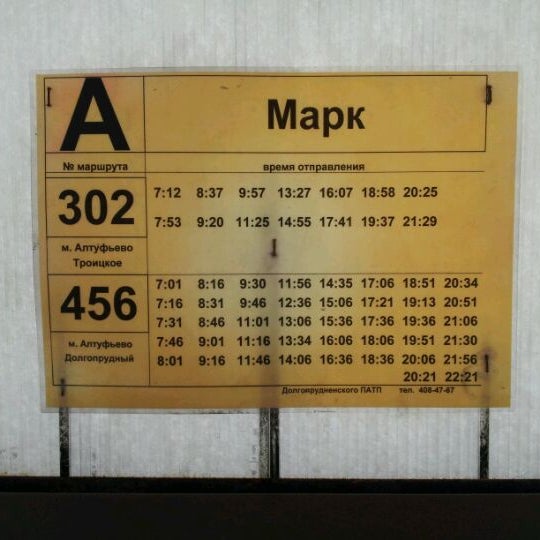 А
Марк
№ маршрута
время отправления
302
7:12 8:37 9:57 13:27 16:07 18:58 20:25
7:53 9:20 11:25 14:55 17:41 19:37 21:29
м. Алтуфьево
Троицкое
456
7:01 8:16 9:30 11:56 14:35 17:06 18:51 20:34
7:16 8:31 9:46 12:36 15:06 17:21 19:13 20:51
7:31 8:46 11:01 13:06 15:36 17:36 19:36 21:06
7:46 9:01 11:16 13:34 16:06 18:06 19:51 21:30
8:01 9:16 11:46 14:06 16:36 18:36 20:06 21:56
20:21 22:21
м. Алтуфьево
Долгопрудный
Долгопрудненского ПАТП тел. 408-47-67